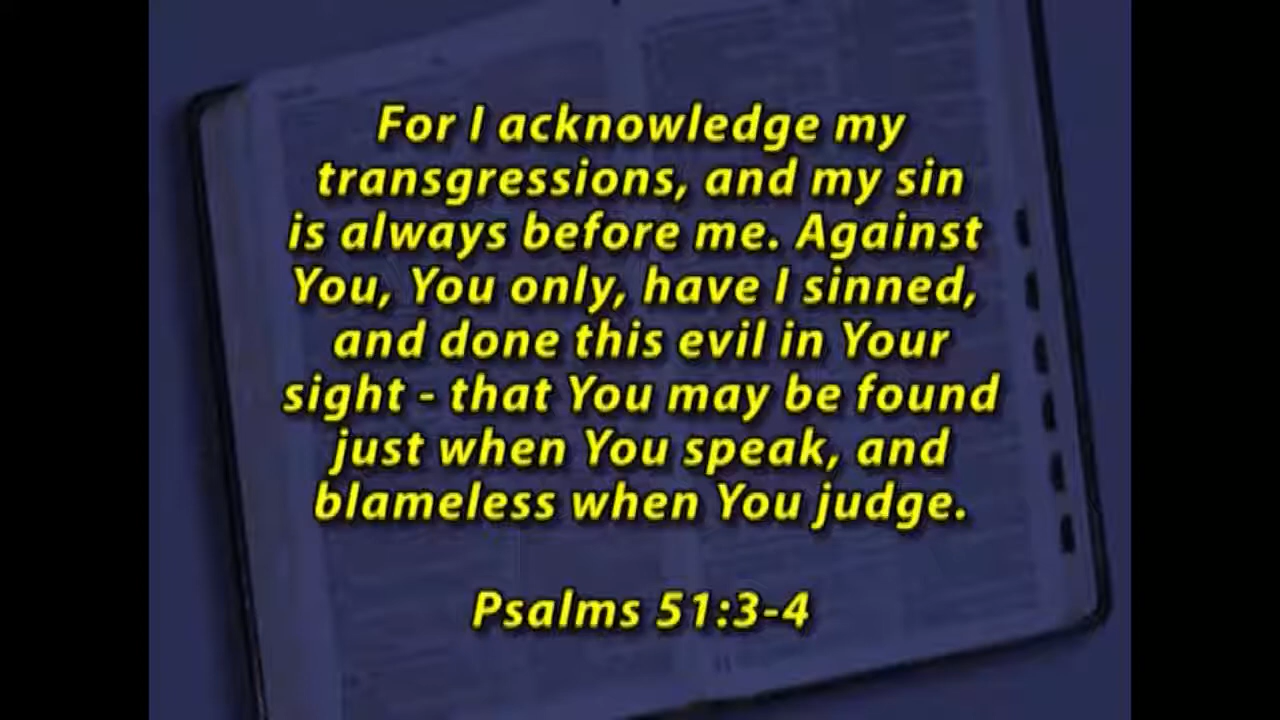 For I acknowledge my
transgressions, and my sin
is always before me. Against
You, You only, have I sinned,
and done this evil in Your
sight - that You may be found
just when You speak, and
blameless when You judge.
Psalms 51:3-4